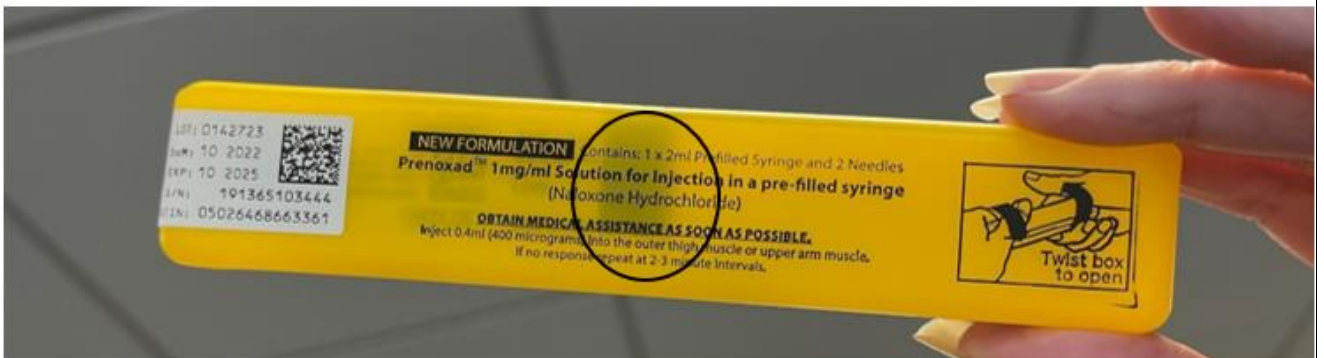 LOT: 0142723
DOM: 10 2022
EXP: 10 2025
S/N: 191365103444
GTIN: 05026468663361
NEW FORMULATION Contains: 1 x 2ml Prefilled Syringe and 2 Needles
Prenoxad™ 1mg/ml Solution for Injection in a pre-filled syringe
(Naloxone Hydrochloride)
OBTAIN MEDICAL ASSISTANCE AS SOON AS POSSIBLE.
Inject 0.4ml (400 micrograms) into the outer thigh muscle or upper arm muscle.
If no response repeat at 2-3 minute intervals.
Twist box
to open